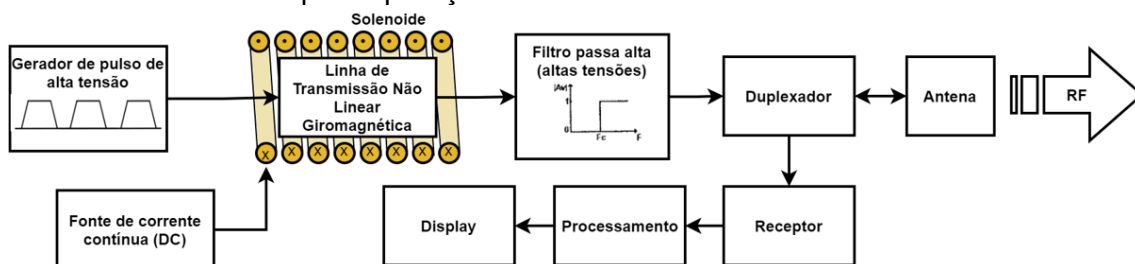 Solenoide
Gerador de pulso de
alta tensão
Linha de
Transmissão Não
Linear
Giromagnética
Filtro passa alta
(altas tensões)
|Av|
1
0
Fc
F
Duplexador
Antena
RF
X X X X X X X X
Fonte de corrente
contínua (DC)
Display
Processamento
Receptor